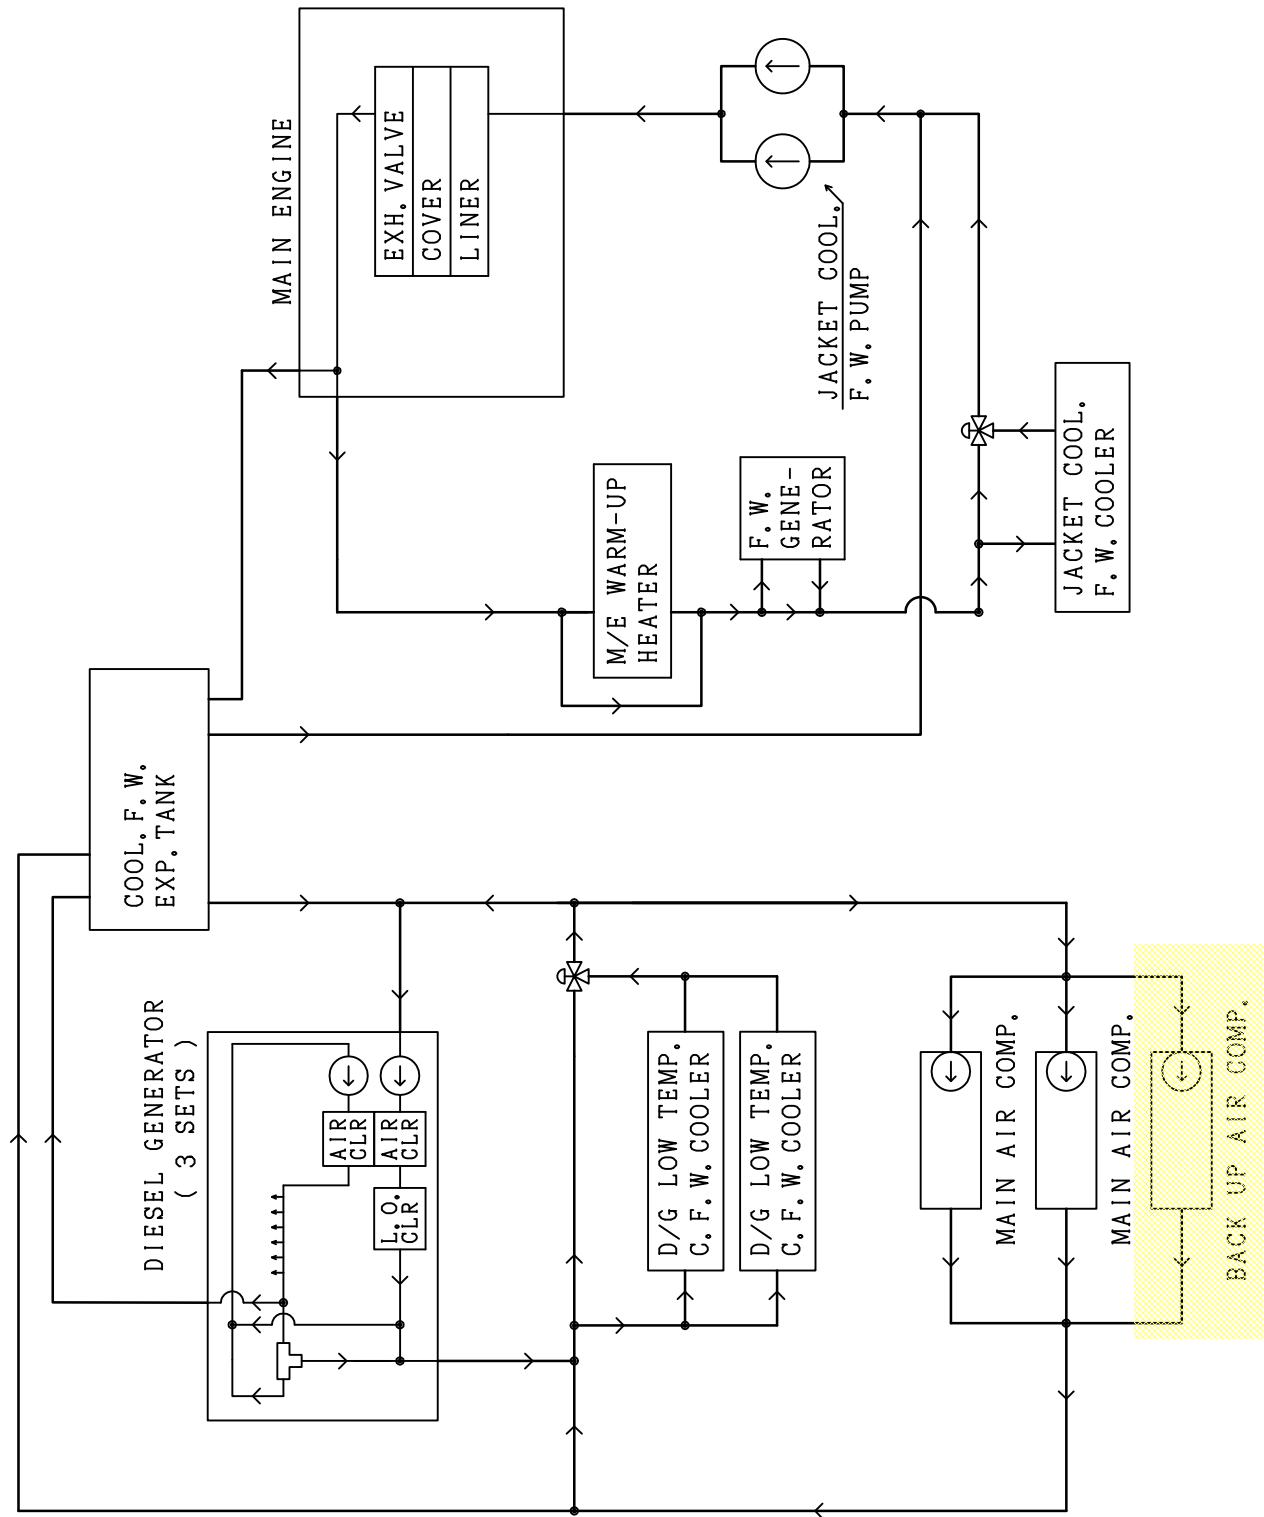 MAIN ENGINE
EXH. VALVE
COVER
LINER
JACKET COOL.
F. W. PUMP
M/E WARM-UP
HEATER
F. W.
GENE-
RATOR
JACKET COOL.
F. W. COOLER
COOL. F. W.
EXP. TANK
DIESEL GENERATOR
( 3 SETS )
AIR
CLR
AIR
CLR
L. O.
CLR
D/G LOW TEMP.
C. F. W. COOLER
D/G LOW TEMP.
C. F. W. COOLER
MAIN AIR COMP.
MAIN AIR COMP.
BACK UP AIR COMP.